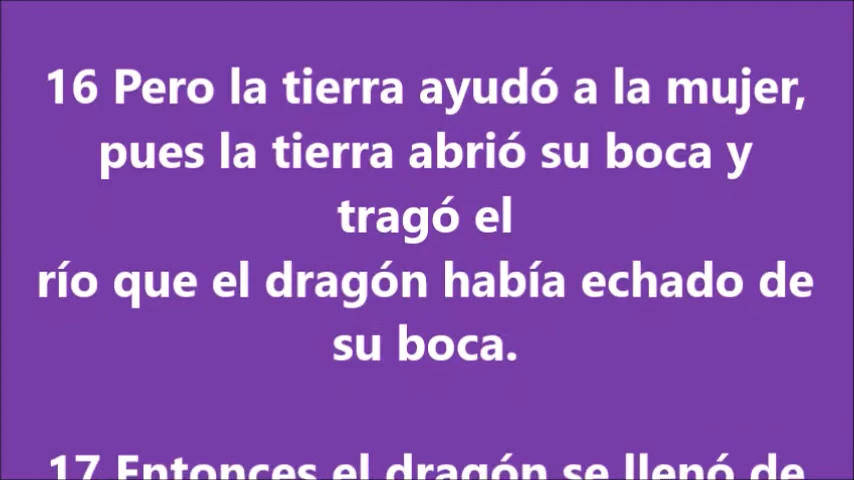 16 Pero la tierra ayudó a la mujer,
pues la tierra abrió su boca y
tragó el
río que el dragón había echado de
su boca.
17 Entonces el dragón se llenó de